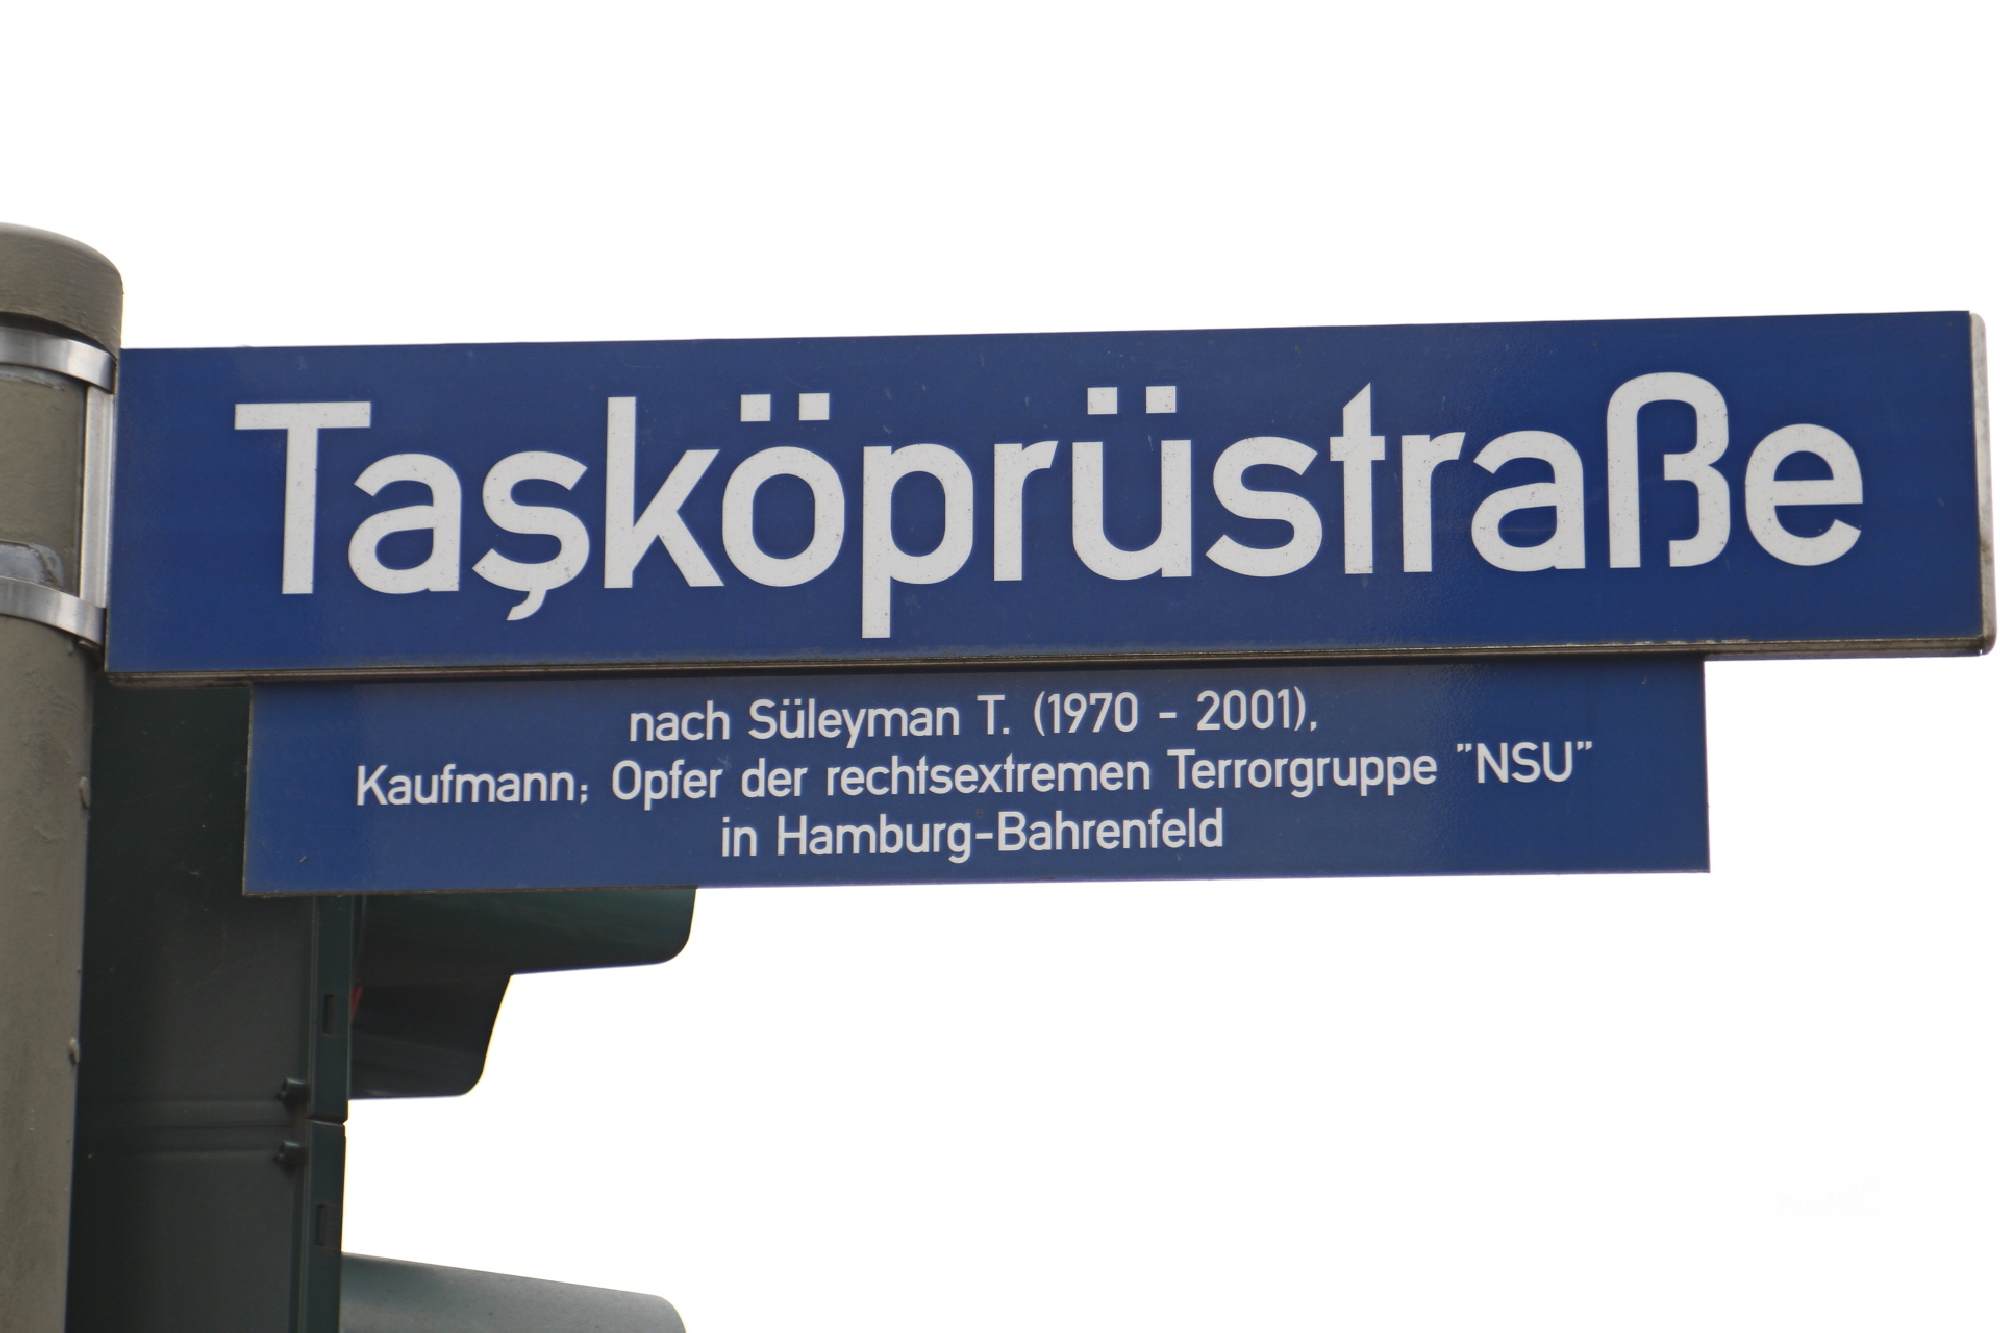 Taşköprüstraße
nach Süleyman T. (1970 - 2001),
Kaufmann; Opfer der rechtsextremen Terrorgruppe "NSU"
in Hamburg-Bahrenfeld